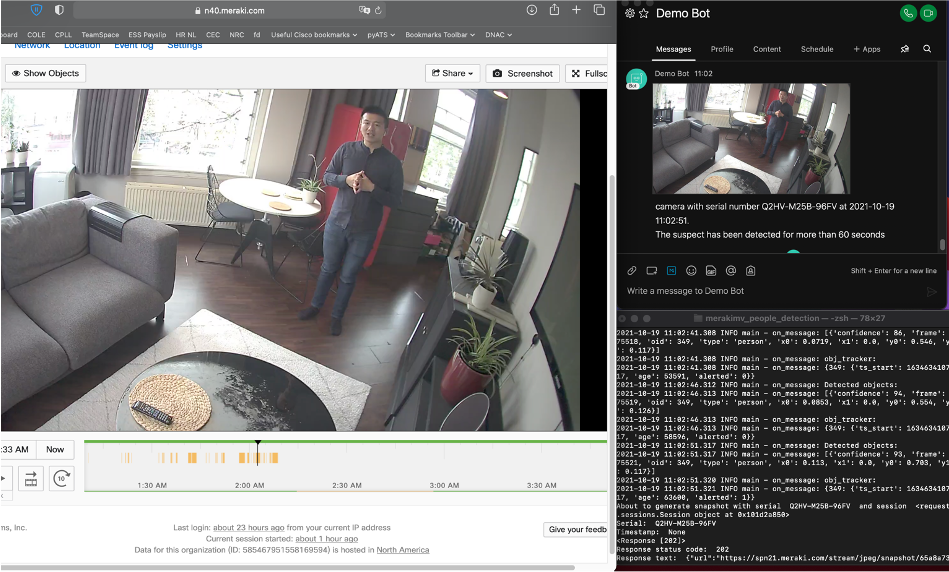 n40.meraki.com
COLE CPLL TeamSpace ESS Payslip HR NL CEC NRC fd Useful Cisco bookmarks pyATS Bookmarks Toolbar DNAC
Network Location Event log Settings
Show Objects Share Screenshot
:33 AM Now
10
1:30 AM 2:00 AM 2:30 AM 3:00 AM 3:30 AM
ms, Inc.
Last login: about 23 hours ago from your current IP address
Current session started: about 1 hour ago
Data for this organization (ID: 585467951558169594) is hosted in North America
Give your feedb
Demo Bot
Messages Profile Content Schedule + Apps
Demo Bot 11:02
Bot
camera with serial number Q2HV-M25B-96FV at 2021-10-19
11:02:51.
The suspect has been detected for more than 60 seconds
GIF @
Shift + Enter for a new line
Write a message to Demo Bot
merakimv_people_detection — -zsh — 78×27
2021-10-19 11:02:41.308 INFO main - on_message: [{'confidence': 86, 'frame':
75518, 'oid': 349, 'type': 'person', 'x0': 0.0719, 'x1': 0.0, 'y0': 0.546, 'y
': 0.117}]
2021-10-19 11:02:41.308 INFO main - on_message: obj_tracker:
2021-10-19 11:02:41.308 INFO main - on_message: {349: {'ts_start': 1634634107
17, 'age': 53591, 'alerted': 0}}
2021-10-19 11:02:46.312 INFO main - on_message: Detected objects:
2021-10-19 11:02:46.313 INFO main - on_message: [{'confidence': 94, 'frame':
75519, 'oid': 349, 'type': 'person', 'x0': 0.0853, 'x1': 0.0, 'y0': 0.554, 'y
': 0.126}]
2021-10-19 11:02:46.313 INFO main - on_message: obj_tracker:
2021-10-19 11:02:46.313 INFO main - on_message: {349: {'ts_start': 1634634107
17, 'age': 58596, 'alerted': 0}}
2021-10-19 11:02:51.317 INFO main - on_message: Detected objects:
2021-10-19 11:02:51.317 INFO main - on_message: [{'confidence': 93, 'frame':
75521, 'oid': 349, 'type': 'person', 'x0': 0.113, 'x1': 0.0, 'y0': 0.703, 'y1
': 0.117}]
2021-10-19 11:02:51.320 INFO main - on_message: obj_tracker:
2021-10-19 11:02:51.321 INFO main - on_message: {349: {'ts_start': 1634634107
17, 'age': 63600, 'alerted': 1}}
About to generate snapshot with serial Q2HV-M25B-96FV and session <request
.sessions.Session object at 0x101d2a850>
Serial: Q2HV-M25B-96FV
Timestamp: None
<Response [202]>
Response status code: 202
Response text: {"url":"https://spn21.meraki.com/stream/jpeg/snapshot/65a8a73